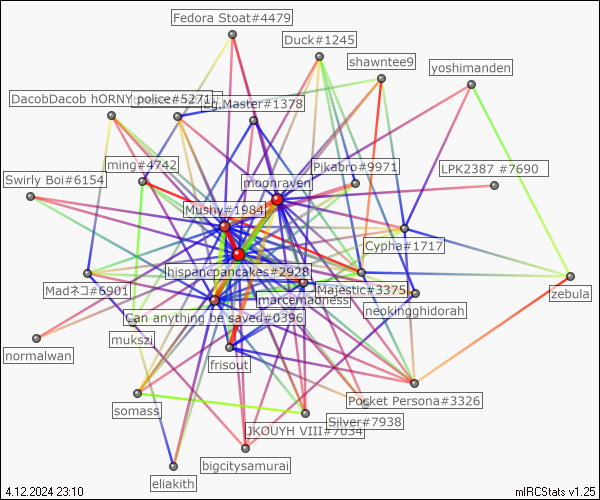 Fedora Stoat#4479
Duck#1245
shawntee9
yoshimanden
DacobDacob hORNY police#5271
Master#1378
ming#4742
Pikabro#9971
LPK2387 #7690
Swirly Boi#6154
moonraven
Mushy#1984
Cypha#1717
hispanicpancakes#2928
Madネコ#6901
marcemadness
Majestic#3375
zebula
neokingghidorah
Can anything be saved#0396
mukszii
normalwan
frisout
Pocket Persona#3326
somass
Silver#7938
JKOUYH VIII#7034
bigcitysamurai
eliakith
4.12.2024 23:10
mIRCStats v1.25